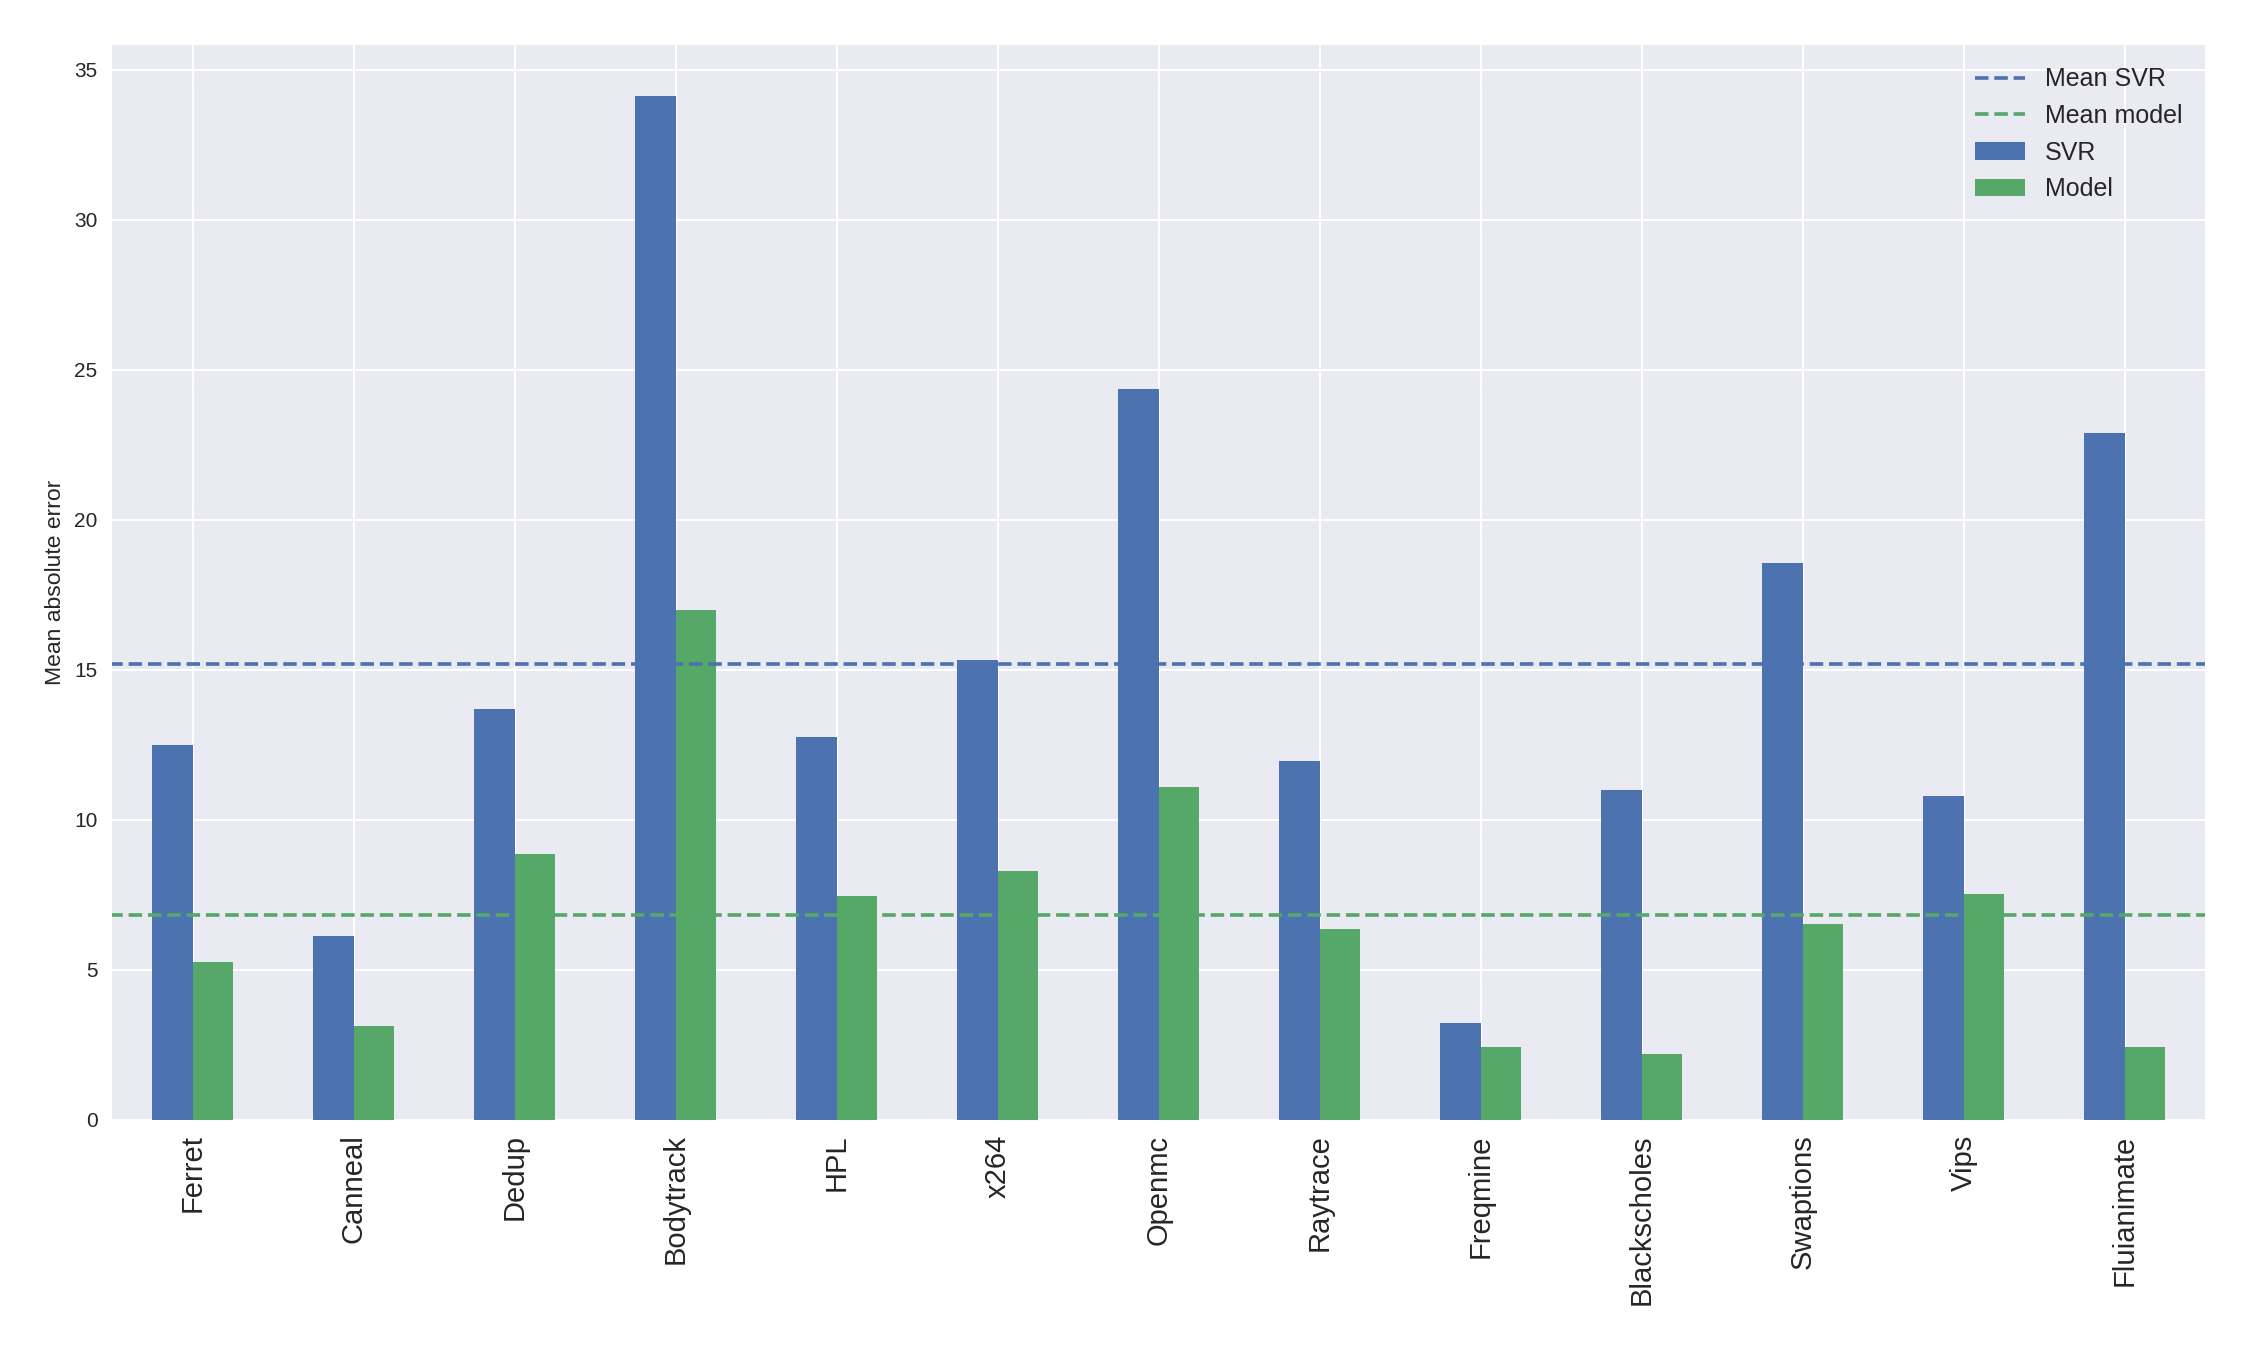 35
30
25
20
15
10
5
0
Mean absolute error
Mean SVR
Mean model
SVR
Model
Ferret
Canneal
Dedup
Bodytrack
HPL
x264
Openmc
Raytrace
Freqmine
Blackscholes
Swaptions
Vips
Fluianimate